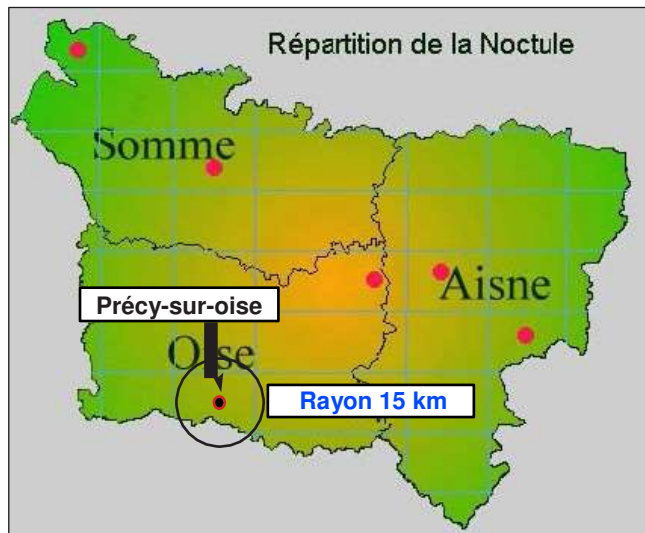 Répartition de la Noctule
Somme
Aisne
Précy-sur-oise
Oise
Rayon 15 km